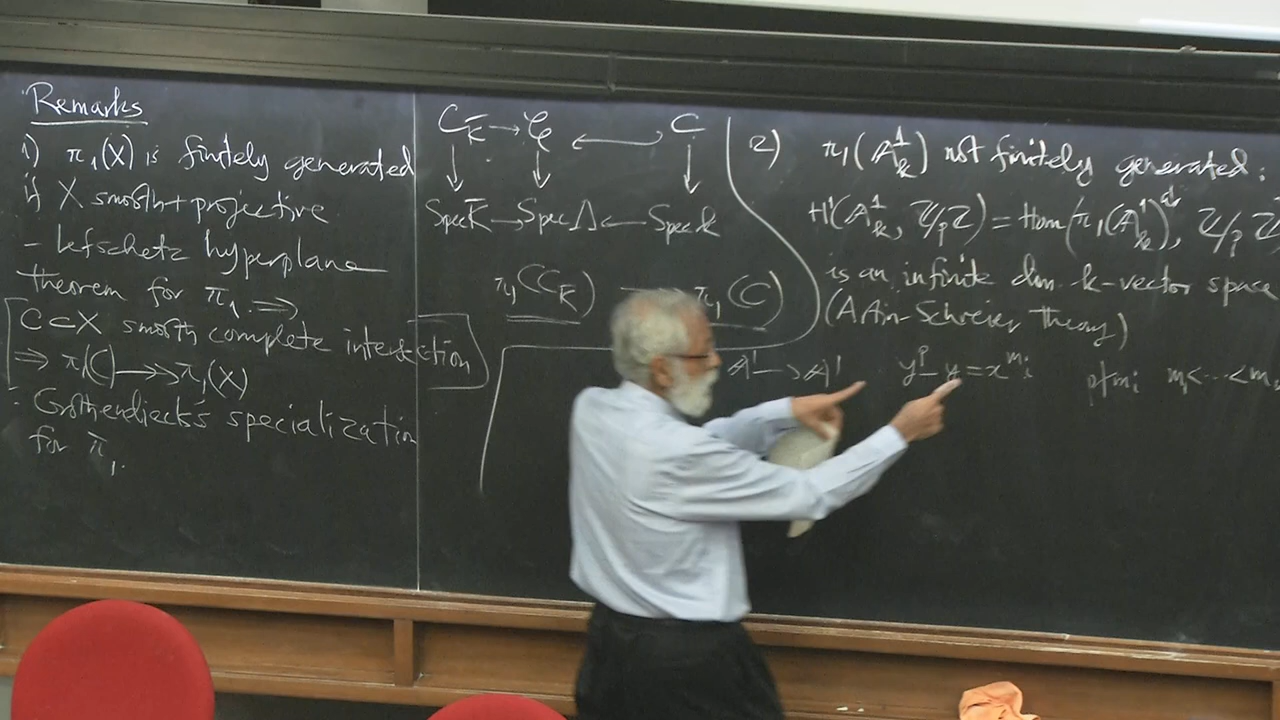 Remarks
1) π₁(X) is finitely generated
if X smooth+projective
- Lefschetz hyperplane
theorem for π₁ ⇒
C⊂X smooth complete intersection
⇒ π₁(C) ↠ π₁(X)
- Grothendieck's specialization
for π₁.
C_K̄ → 𝒞 ← C
↓ ↓ ↓
Spec K̄ → Spec Λ ← Spec k
π₁(C_K̄) → π₁(C)
2) π₁(𝔸¹_k) not finitely generated:
H¹(𝔸¹_k, ℤ/pℤ) = Hom(π₁(𝔸¹_k)^ab, ℤ/pℤ
is an infinite dim k-vector space
(Artin-Schreier Theory)
𝔸¹ → 𝔸¹ y^p - y = x^{m_i} p∤m_i m₁<...<m